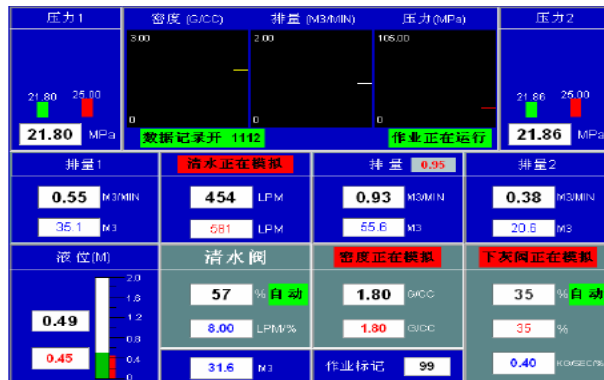 压力1 密度 (G/CC) 排量 (M3/MIN) 压力(MPa) 压力2
3.00 2.00 105.00
21.80 25.00 21.86 25.00
0 0 0
21.80 MPa 数据记录开 1112 作业正在运行 21.86 MPa
排量1 清水正在模拟 排量 0.95 排量2
0.55 M3/MIN 454 LPM 0.93 M3/MIN 0.38 M3/MIN
35.1 M3 581 LPM 55.6 M3 20.6 M3
液位(M) 清水阀 密度正在模拟 下灰阀正在模拟
2.0
1.6
1.2
0.8
0.4
0
0.49 57 %自动 1.80 G/CC 35 %自动
0.45 8.00 LPM/% 1.80 G/CC 35 %
31.6 M3 作业标记 99 0.40 KG/SEC/%